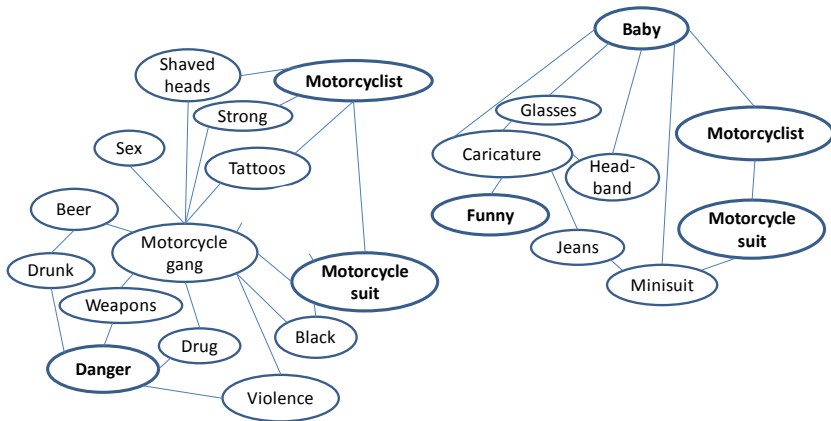 Shaved
heads
Motorcyclist
Strong
Sex
Tattoos
Beer
Motorcycle
gang
Drunk
Motorcycle
suit
Weapons
Black
Drug
Danger
Violence
Baby
Glasses
Motorcyclist
Caricature
Head-
band
Funny
Motorcycle
suit
Jeans
Minisuit